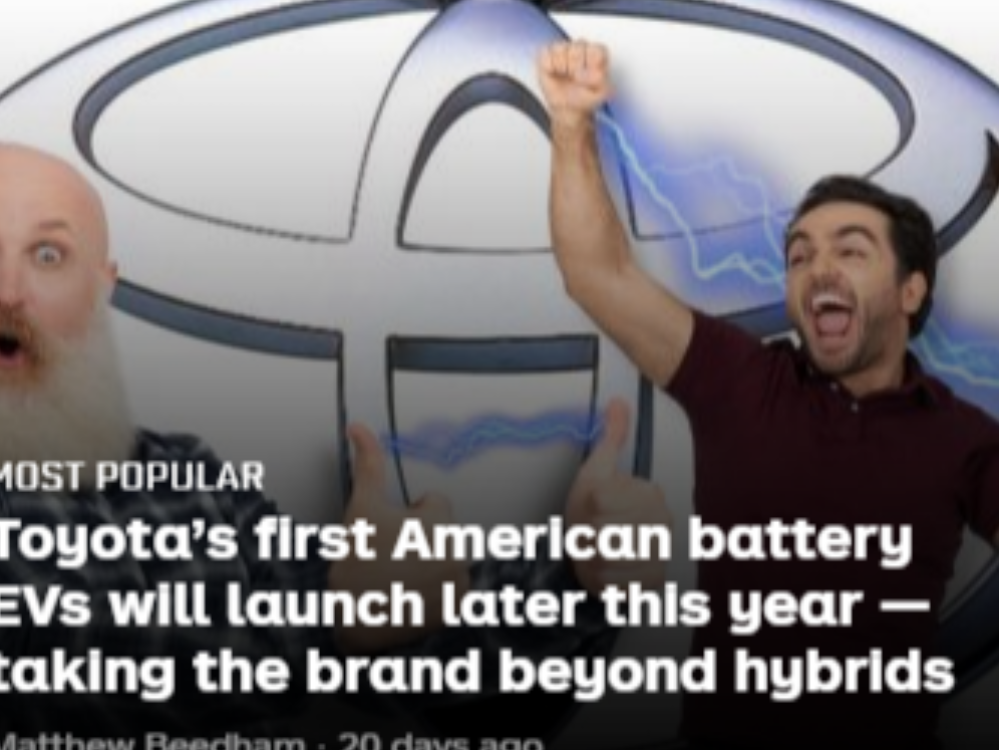 MOST POPULAR
Toyota's first American battery
EVs will launch later this year —
taking the brand beyond hybrids
Matthew Beedham · 20 days ago